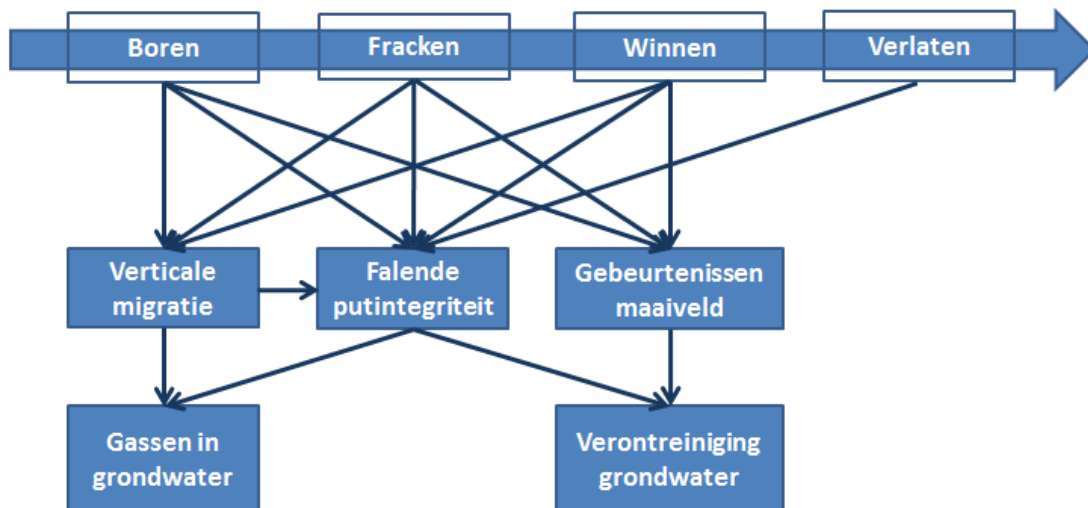 Boren
Fracken
Winnen
Verlaten
Verticale
migratie
Falende
putintegriteit
Gebeurtenissen
maaiveld
Gassen in
grondwater
Verontreiniging
grondwater